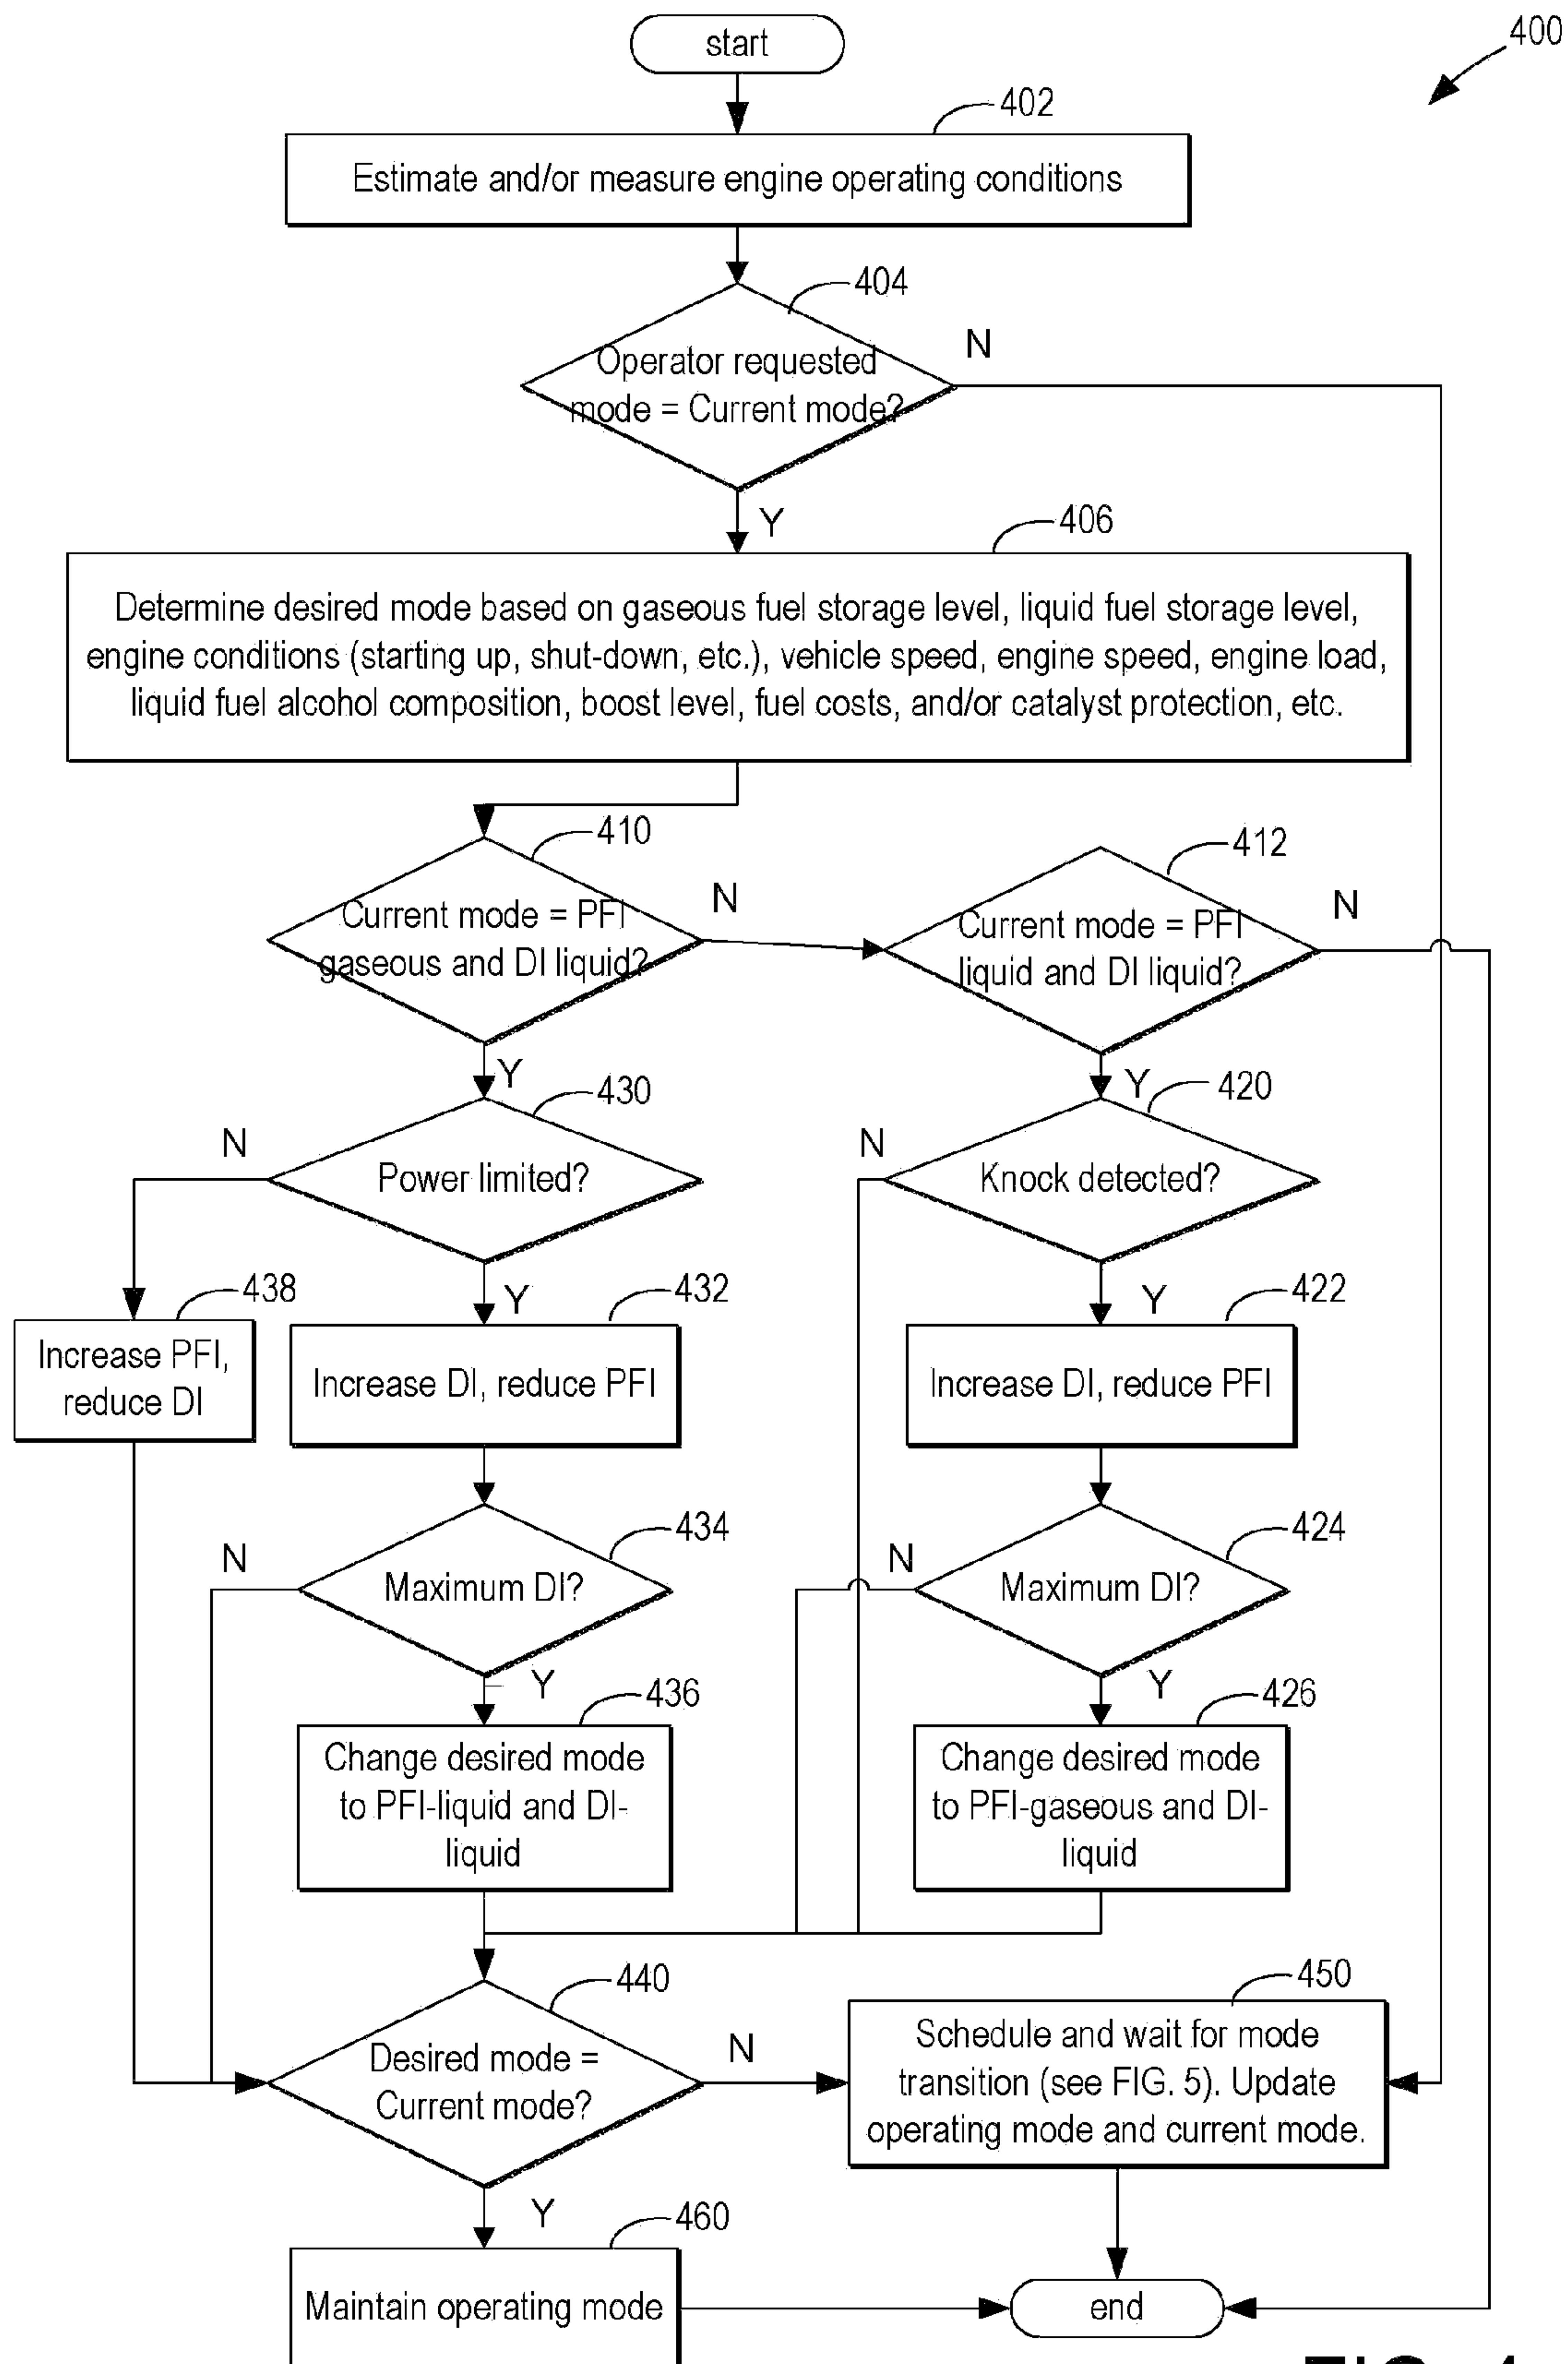 start
400
402
Estimate and/or measure engine operating conditions
404
Operator requested
mode = Current mode?
N
Y
406
Determine desired mode based on gaseous fuel storage level, liquid fuel storage level,
engine conditions (starting up, shut-down, etc.), vehicle speed, engine speed, engine load,
liquid fuel alcohol composition, boost level, fuel costs, and/or catalyst protection, etc.
410
Current mode = PFI
gaseous and DI liquid?
N
Y
412
Current mode = PFI
liquid and DI liquid?
N
Y
430
Power limited?
N
Y
420
Knock detected?
N
Y
438
Increase PFI,
reduce DI
432
Increase DI, reduce PFI
422
Increase DI, reduce PFI
434
Maximum DI?
N
Y
424
Maximum DI?
N
Y
436
Change desired mode
to PFI-liquid and DI-
liquid
426
Change desired mode
to PFI-gaseous and DI-
liquid
440
Desired mode =
Current mode?
N
Y
450
Schedule and wait for mode
transition (see FIG. 5). Update
operating mode and current mode.
460
Maintain operating mode
end